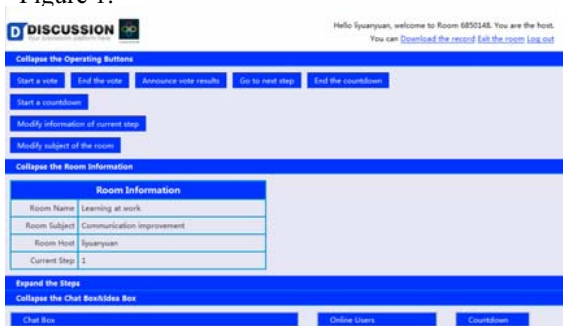 Figure 1.
DISCUSSION
Hello liyuanyuan, welcome to Room 6850148. You are the host.
You can Download the record Exit the room Log out
Collapse the Operating Buttons
Start a vote End the vote Announce vote results Go to next step End the countdown
Start a countdown
Modify information of current step
Modify subject of the room
Collapse the Room Information
Room Information
Room Name Learning at work
Room Subject Communication improvement
Room Host liyuanyuan
Current Step 1
Expand the Steps
Collapse the Chat Box/Idea Box
Chat Box Online Users Countdown